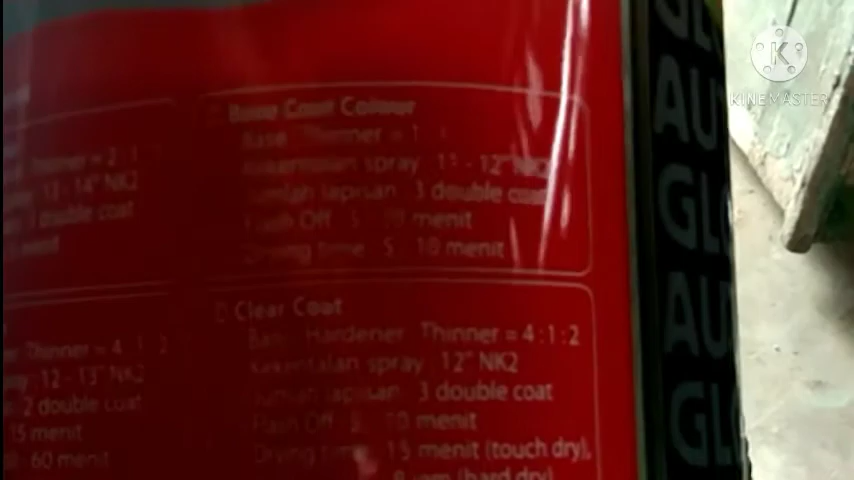 KINEMASTER
Base Coat Colour
Base Thinner = 1 : 1
Kekentalan spray 11 - 12" NK2
Jumlah lapisan 3 double coat
Flash Off 5 - 10 menit
Drying time 5 - 10 menit
Thinner = 2 : 1
13 - 14" NK2
double coat
menit
Clear Coat
Base Hardener Thinner = 4 : 1 : 2
Kekentalan spray 12" NK2
Jumlah lapisan 3 double coat
Flash Off 5 - 10 menit
Drying time 15 menit (touch dry),
(hard dry)
Thinner = 4 : 1 : 2
12 - 13" NK2
2 double coat
15 menit
60 menit
AU
GL
AU
GL